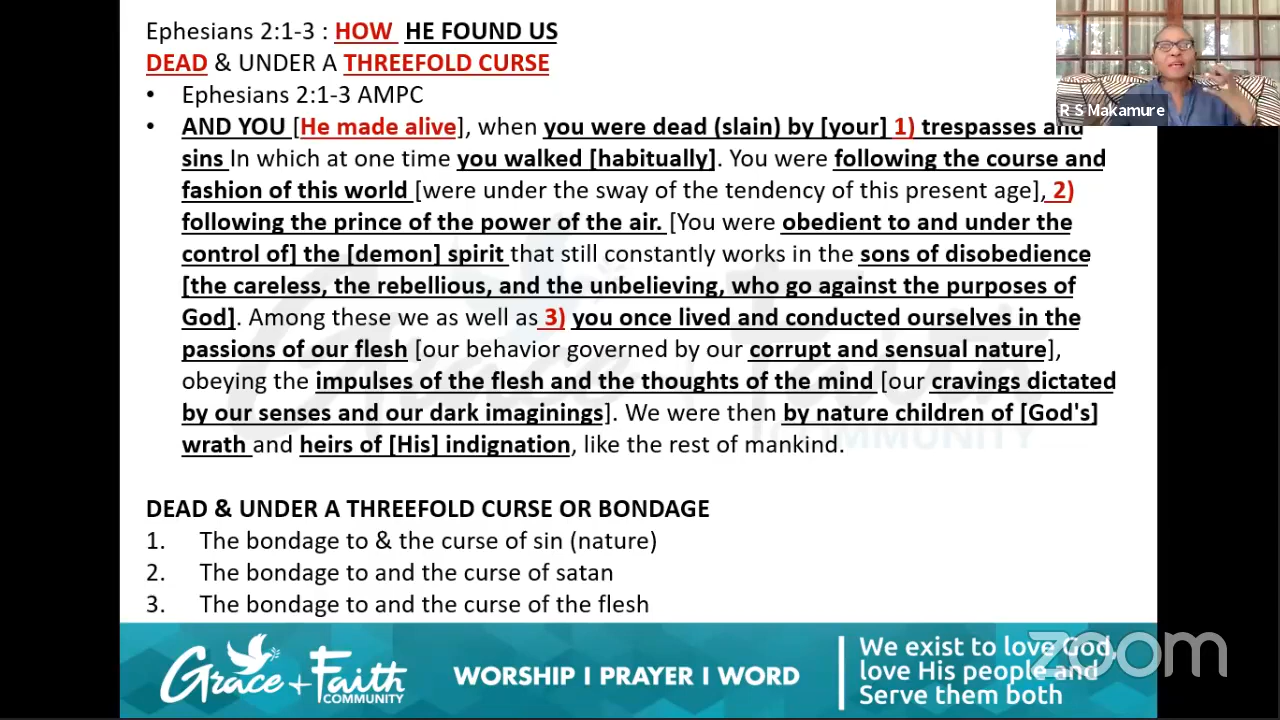 Ephesians 2:1-3 : HOW HE FOUND US
DEAD & UNDER A THREEFOLD CURSE
• Ephesians 2:1-3 AMPC
• AND YOU [He made alive], when you were dead (slain) by [your] 1) trespasses and
sins In which at one time you walked [habitually]. You were following the course and
fashion of this world [were under the sway of the tendency of this present age], 2)
following the prince of the power of the air. [You were obedient to and under the
control of] the [demon] spirit that still constantly works in the sons of disobedience
[the careless, the rebellious, and the unbelieving, who go against the purposes of
God]. Among these we as well as 3) you once lived and conducted ourselves in the
passions of our flesh [our behavior governed by our corrupt and sensual nature],
obeying the impulses of the flesh and the thoughts of the mind [our cravings dictated
by our senses and our dark imaginings]. We were then by nature children of [God's]
wrath and heirs of [His] indignation, like the rest of mankind.
DEAD & UNDER A THREEFOLD CURSE OR BONDAGE
1. The bondage to & the curse of sin (nature)
2. The bondage to and the curse of satan
3. The bondage to and the curse of the flesh
R S Makamure
Grace + Faith
COMMUNITY
WORSHIP I PRAYER I WORD
We exist to love God,
love His people and
Serve them both
zoom
Grace + Faith
COMMUNITY